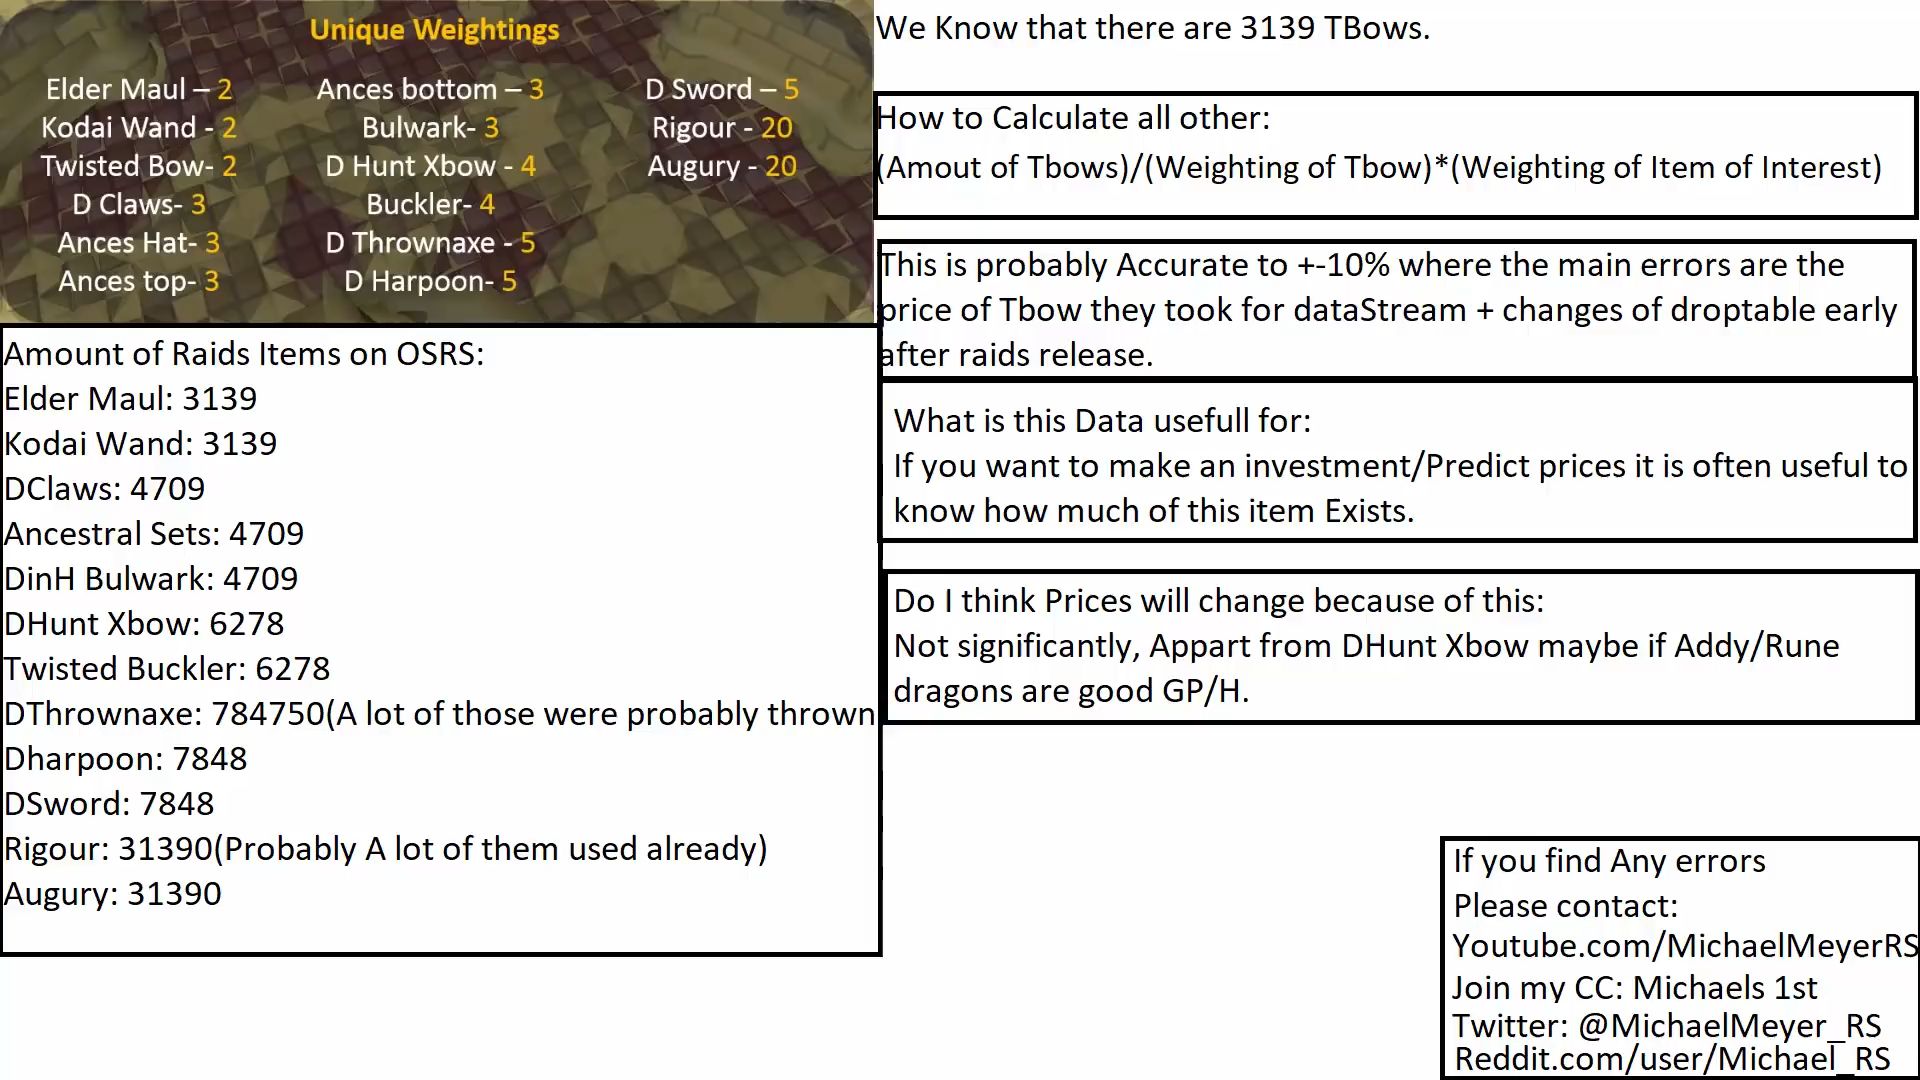 Unique Weightings
Elder Maul – 2
Kodai Wand - 2
Twisted Bow- 2
D Claws- 3
Ances Hat- 3
Ances top- 3
Ances bottom – 3
Bulwark- 3
D Hunt Xbow - 4
Buckler- 4
D Thrownaxe - 5
D Harpoon- 5
D Sword – 5
Rigour - 20
Augury - 20
We Know that there are 3139 TBows.
How to Calculate all other:
(Amout of Tbows)/(Weighting of Tbow)*(Weighting of Item of Interest)
This is probably Accurate to +-10% where the main errors are the
price of Tbow they took for dataStream + changes of droptable early
after raids release.
What is this Data usefull for:
If you want to make an investment/Predict prices it is often useful to
know how much of this item Exists.
Do I think Prices will change because of this:
Not significantly, Appart from DHunt Xbow maybe if Addy/Rune
dragons are good GP/H.
Amount of Raids Items on OSRS:
Elder Maul: 3139
Kodai Wand: 3139
DClaws: 4709
Ancestral Sets: 4709
DinH Bulwark: 4709
DHunt Xbow: 6278
Twisted Buckler: 6278
DThrownaxe: 784750(A lot of those were probably thrown
Dharpoon: 7848
DSword: 7848
Rigour: 31390(Probably A lot of them used already)
Augury: 31390
If you find Any errors
Please contact:
Youtube.com/MichaelMeyerRS
Join my CC: Michaels 1st
Twitter: @MichaelMeyer_RS
Reddit.com/user/Michael_RS